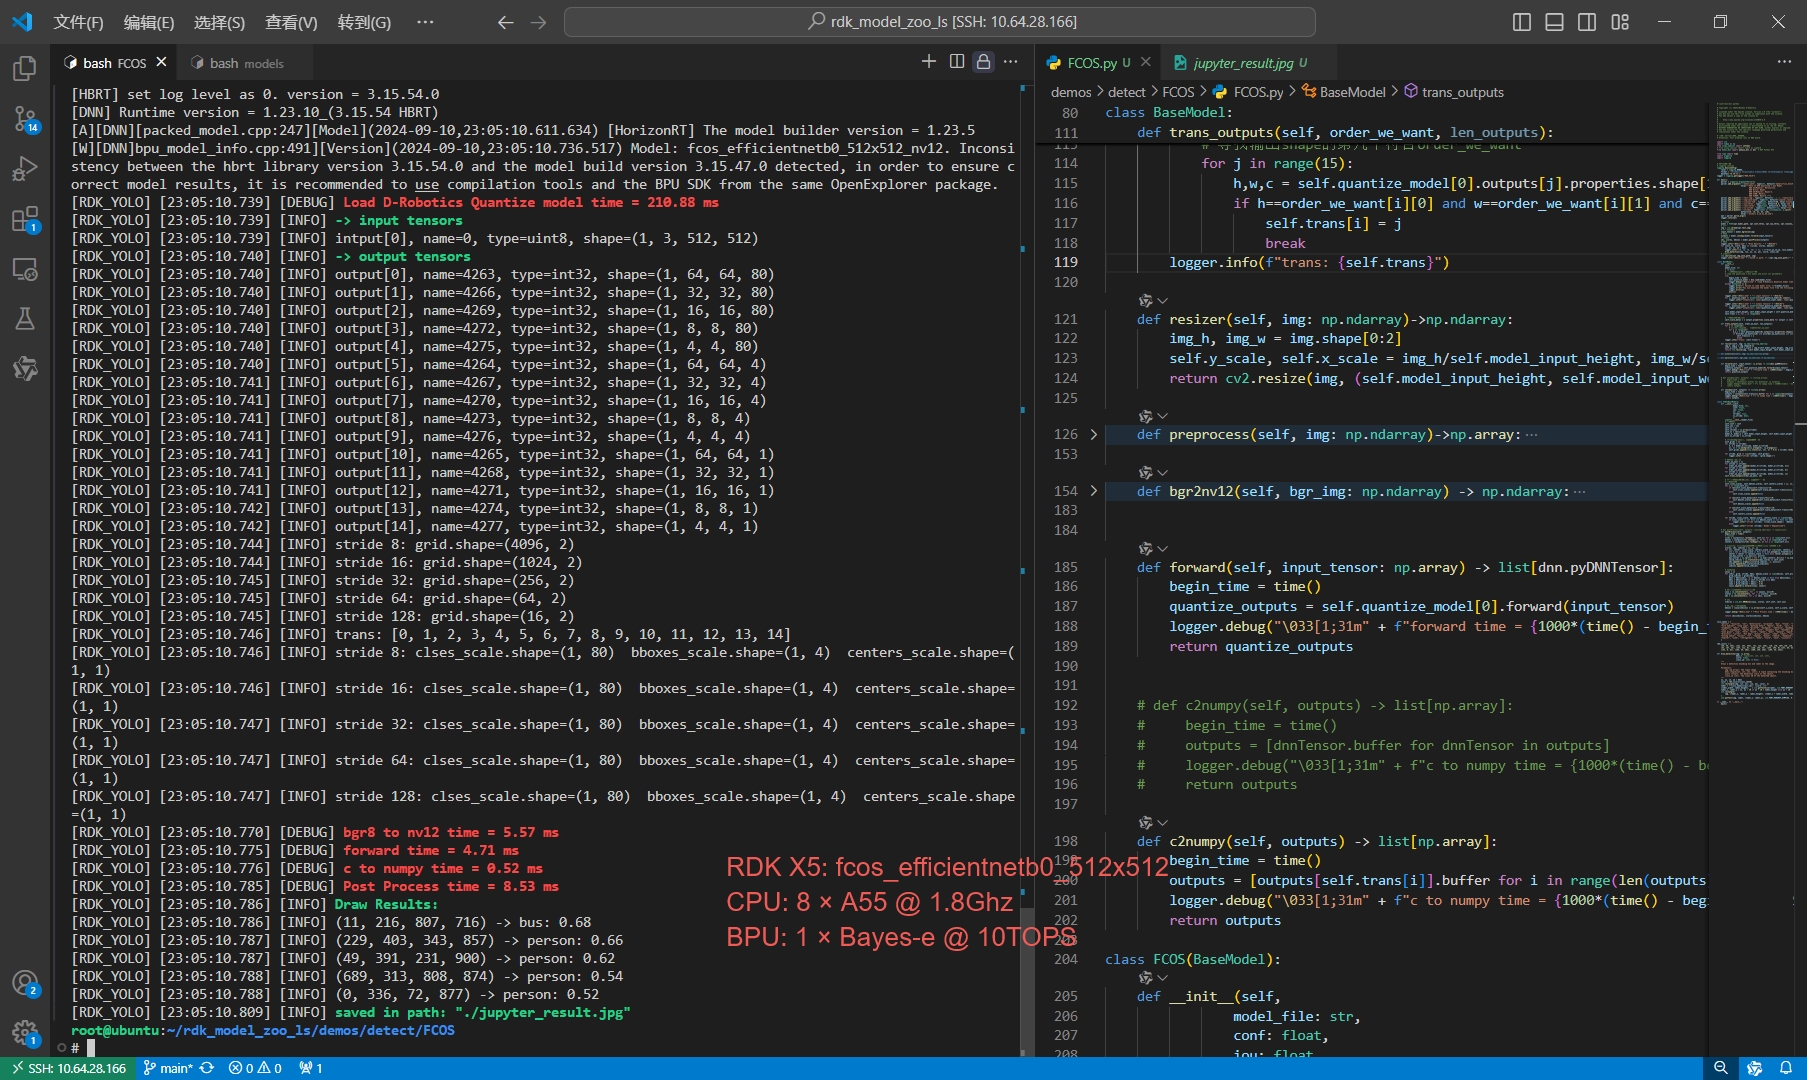 文件(F) 编辑(E) 选择(S) 查看(V) 转到(G) ···
rdk_model_zoo_ls [SSH: 10.64.28.166]
bash FCOS
bash models
[HBRT] set log level as 0. version = 3.15.54.0
[DNN] Runtime version = 1.23.10_(3.15.54 HBRT)
[A][DNN][packed_model.cpp:247][Model](2024-09-10,23:05:10.611.634) [HorizonRT] The model builder version = 1.23.5
[W][DNN]bpu_model_info.cpp:491][Version](2024-09-10,23:05:10.736.517) Model: fcos_efficientnetb0_512x512_nv12. Inconsi
stency between the hbrt library version 3.15.54.0 and the model build version 3.15.47.0 detected, in order to ensure c
orrect model results, it is recommended to use compilation tools and the BPU SDK from the same OpenExplorer package.
[RDK_YOLO] [23:05:10.739] [DEBUG] Load D-Robotics Quantize model time = 210.88 ms
[RDK_YOLO] [23:05:10.739] [INFO] -> input tensors
[RDK_YOLO] [23:05:10.739] [INFO] intput[0], name=0, type=uint8, shape=(1, 3, 512, 512)
[RDK_YOLO] [23:05:10.740] [INFO] -> output tensors
[RDK_YOLO] [23:05:10.740] [INFO] output[0], name=4263, type=int32, shape=(1, 64, 64, 80)
[RDK_YOLO] [23:05:10.740] [INFO] output[1], name=4266, type=int32, shape=(1, 32, 32, 80)
[RDK_YOLO] [23:05:10.740] [INFO] output[2], name=4269, type=int32, shape=(1, 16, 16, 80)
[RDK_YOLO] [23:05:10.740] [INFO] output[3], name=4272, type=int32, shape=(1, 8, 8, 80)
[RDK_YOLO] [23:05:10.740] [INFO] output[4], name=4275, type=int32, shape=(1, 4, 4, 80)
[RDK_YOLO] [23:05:10.740] [INFO] output[5], name=4264, type=int32, shape=(1, 64, 64, 4)
[RDK_YOLO] [23:05:10.741] [INFO] output[6], name=4267, type=int32, shape=(1, 32, 32, 4)
[RDK_YOLO] [23:05:10.741] [INFO] output[7], name=4270, type=int32, shape=(1, 16, 16, 4)
[RDK_YOLO] [23:05:10.741] [INFO] output[8], name=4273, type=int32, shape=(1, 8, 8, 4)
[RDK_YOLO] [23:05:10.741] [INFO] output[9], name=4276, type=int32, shape=(1, 4, 4, 4)
[RDK_YOLO] [23:05:10.741] [INFO] output[10], name=4265, type=int32, shape=(1, 64, 64, 1)
[RDK_YOLO] [23:05:10.741] [INFO] output[11], name=4268, type=int32, shape=(1, 32, 32, 1)
[RDK_YOLO] [23:05:10.741] [INFO] output[12], name=4271, type=int32, shape=(1, 16, 16, 1)
[RDK_YOLO] [23:05:10.742] [INFO] output[13], name=4274, type=int32, shape=(1, 8, 8, 1)
[RDK_YOLO] [23:05:10.742] [INFO] output[14], name=4277, type=int32, shape=(1, 4, 4, 1)
[RDK_YOLO] [23:05:10.744] [INFO] stride 8: grid.shape=(4096, 2)
[RDK_YOLO] [23:05:10.744] [INFO] stride 16: grid.shape=(1024, 2)
[RDK_YOLO] [23:05:10.745] [INFO] stride 32: grid.shape=(256, 2)
[RDK_YOLO] [23:05:10.745] [INFO] stride 64: grid.shape=(64, 2)
[RDK_YOLO] [23:05:10.745] [INFO] stride 128: grid.shape=(16, 2)
[RDK_YOLO] [23:05:10.746] [INFO] trans: [0, 1, 2, 3, 4, 5, 6, 7, 8, 9, 10, 11, 12, 13, 14]
[RDK_YOLO] [23:05:10.746] [INFO] stride 8: clses_scale.shape=(1, 80)  bboxes_scale.shape=(1, 4)  centers_scale.shape=(
1, 1)
[RDK_YOLO] [23:05:10.746] [INFO] stride 16: clses_scale.shape=(1, 80)  bboxes_scale.shape=(1, 4)  centers_scale.shape=
(1, 1)
[RDK_YOLO] [23:05:10.747] [INFO] stride 32: clses_scale.shape=(1, 80)  bboxes_scale.shape=(1, 4)  centers_scale.shape=
(1, 1)
[RDK_YOLO] [23:05:10.747] [INFO] stride 64: clses_scale.shape=(1, 80)  bboxes_scale.shape=(1, 4)  centers_scale.shape=
(1, 1)
[RDK_YOLO] [23:05:10.747] [INFO] stride 128: clses_scale.shape=(1, 80)  bboxes_scale.shape=(1, 4)  centers_scale.shape
=(1, 1)
[RDK_YOLO] [23:05:10.770] [DEBUG] bgr8 to nv12 time = 5.57 ms
[RDK_YOLO] [23:05:10.775] [DEBUG] forward time = 4.71 ms
[RDK_YOLO] [23:05:10.776] [DEBUG] c to numpy time = 0.52 ms
[RDK_YOLO] [23:05:10.785] [DEBUG] Post Process time = 8.53 ms
[RDK_YOLO] [23:05:10.786] [INFO] Draw Results:
[RDK_YOLO] [23:05:10.786] [INFO] (11, 216, 807, 716) -> bus: 0.68
[RDK_YOLO] [23:05:10.787] [INFO] (229, 403, 343, 857) -> person: 0.66
[RDK_YOLO] [23:05:10.787] [INFO] (49, 391, 231, 900) -> person: 0.62
[RDK_YOLO] [23:05:10.788] [INFO] (689, 313, 808, 874) -> person: 0.54
[RDK_YOLO] [23:05:10.788] [INFO] (0, 336, 72, 877) -> person: 0.52
[RDK_YOLO] [23:05:10.809] [INFO] saved in path: "./jupyter_result.jpg"
root@ubuntu:~/rdk_model_zoo_ls/demos/detect/FCOS
#
RDK X5: fcos_efficientnetb0_512x512
CPU: 8 × A55 @ 1.8Ghz
BPU: 1 × Bayes-e @ 10TOPS
FCOS.py U
jupyter_result.jpg U
demos > detect > FCOS > FCOS.py > BaseModel > trans_outputs
80 class BaseModel:
111 def trans_outputs(self, order_we_want, len_outputs):
114 for j in range(15):
115 h,w,c = self.quantize_model[0].outputs[j].properties.shape[
116 if h==order_we_want[i][0] and w==order_we_want[i][1] and c=
117 self.trans[i] = j
118 break
119 logger.info(f"trans: {self.trans}")
120
121 def resizer(self, img: np.ndarray)->np.ndarray:
122 img_h, img_w = img.shape[0:2]
123 self.y_scale, self.x_scale = img_h/self.model_input_height, img_w/s
124 return cv2.resize(img, (self.model_input_height, self.model_input_w
125
126 def preprocess(self, img: np.ndarray)->np.array:···
153
154 def bgr2nv12(self, bgr_img: np.ndarray) -> np.ndarray:···
183
184
185 def forward(self, input_tensor: np.array) -> list[dnn.pyDNNTensor]:
186 begin_time = time()
187 quantize_outputs = self.quantize_model[0].forward(input_tensor)
188 logger.debug("\033[1;31m" + f"forward time = {1000*(time() - begin_
189 return quantize_outputs
190
191
192 # def c2numpy(self, outputs) -> list[np.array]:
193 #     begin_time = time()
194 #     outputs = [dnnTensor.buffer for dnnTensor in outputs]
195 #     logger.debug("\033[1;31m" + f"c to numpy time = {1000*(time() - be
196 #     return outputs
197
198 def c2numpy(self, outputs) -> list[np.array]:
199 begin_time = time()
200 outputs = [outputs[self.trans[i]].buffer for i in range(len(outputs
201 logger.debug("\033[1;31m" + f"c to numpy time = {1000*(time() - beg
202 return outputs
203
204 class FCOS(BaseModel):
205 def __init__(self,
206 model_file: str,
207 conf: float,
208 iou: float
14
1
2
1
SSH: 10.64.28.166 main* 0 0 1